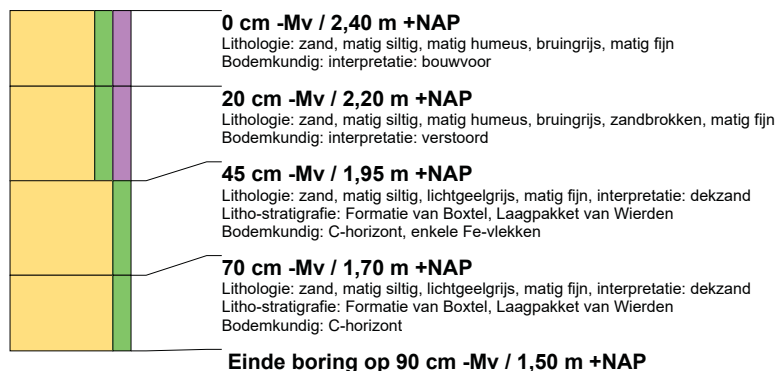 0 cm -Mv / 2,40 m +NAP
Lithologie: zand, matig siltig, matig humeus, bruingrijs, matig fijn
Bodemkundig: interpretatie: bouwvoor
20 cm -Mv / 2,20 m +NAP
Lithologie: zand, matig siltig, matig humeus, bruingrijs, zandbrokken, matig fijn
Bodemkundig: interpretatie: verstoord
45 cm -Mv / 1,95 m +NAP
Lithologie: zand, matig siltig, lichtgeelgrijs, matig fijn, interpretatie: dekzand
Litho-stratigrafie: Formatie van Boxtel, Laagpakket van Wierden
Bodemkundig: C-horizont, enkele Fe-vlekken
70 cm -Mv / 1,70 m +NAP
Lithologie: zand, matig siltig, lichtgeelgrijs, matig fijn, interpretatie: dekzand
Litho-stratigrafie: Formatie van Boxtel, Laagpakket van Wierden
Bodemkundig: C-horizont
Einde boring op 90 cm -Mv / 1,50 m +NAP